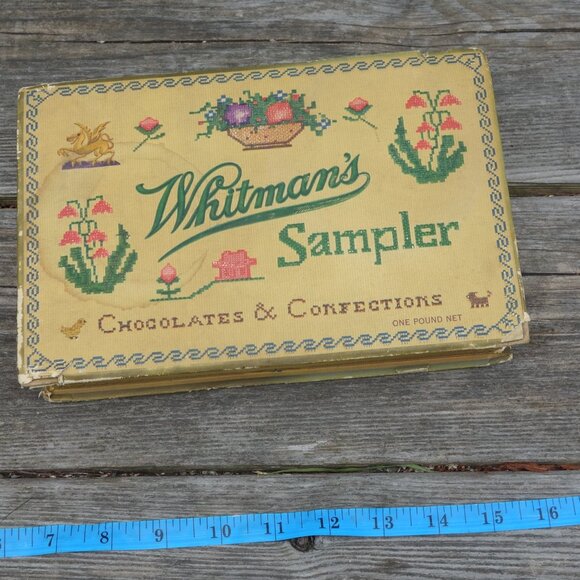 Whitman's
Sampler
CHOCOLATES & CONFECTIONS
ONE POUND NET
7 8 9 10 11 12 13 14 15 16